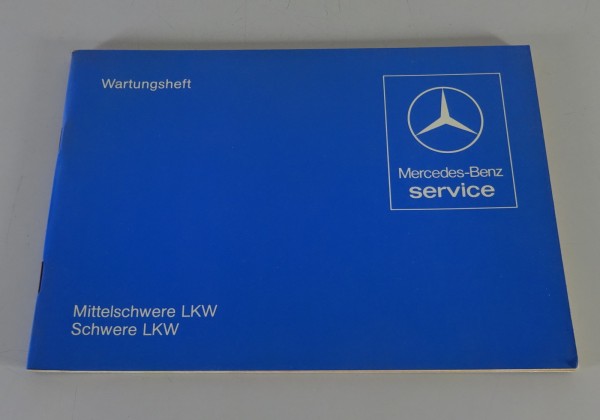 Wartungsheft
Mercedes-Benz
service
Mittelschwere LKW
Schwere LKW